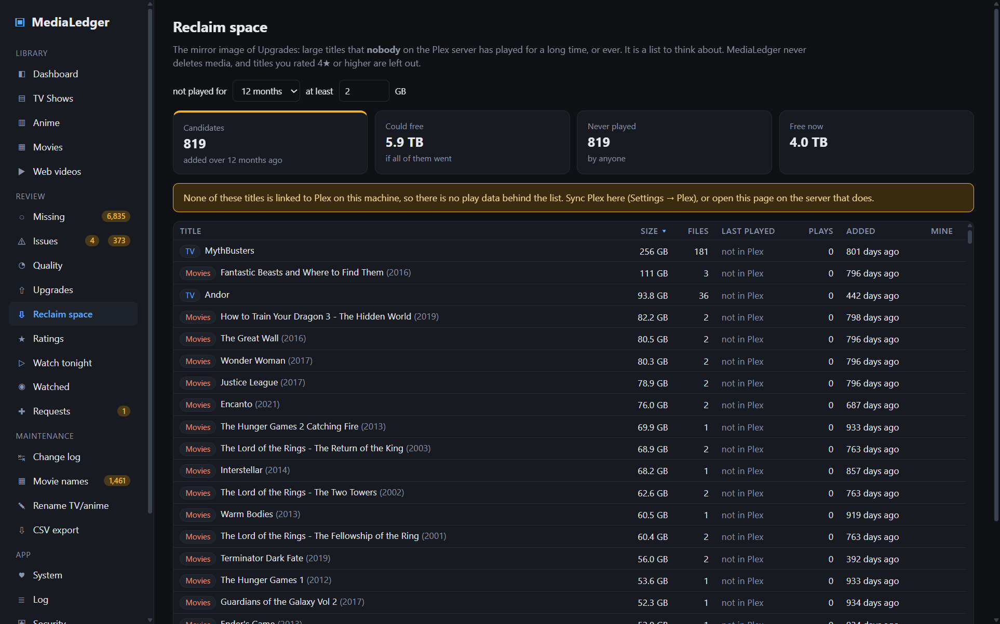 MediaLedger
LIBRARY
Dashboard
TV Shows
Anime
Movies
Web videos
REVIEW
Missing 6,835
Issues 4 373
Quality
Upgrades
Reclaim space
Ratings
Watch tonight
Watched
Requests 1
MAINTENANCE
Change log
Movie names 1,461
Rename TV/anime
CSV export
APP
System
Log
Security
Reclaim space
The mirror image of Upgrades: large titles that nobody on the Plex server has played for a long time, or ever. It is a list to think about. MediaLedger never
deletes media, and titles you rated 4★ or higher are left out.
not played for 12 months at least 2 GB
Candidates
819
added over 12 months ago
Could free
5.9 TB
if all of them went
Never played
819
by anyone
Free now
4.0 TB
None of these titles is linked to Plex on this machine, so there is no play data behind the list. Sync Plex here (Settings → Plex), or open this page on the server that does.
TITLE SIZE ▼ FILES LAST PLAYED PLAYS ADDED MINE
TV MythBusters 256 GB 181 not in Plex 0 801 days ago
Movies Fantastic Beasts and Where to Find Them (2016) 111 GB 3 not in Plex 0 796 days ago
TV Andor 93.8 GB 36 not in Plex 0 442 days ago
Movies How to Train Your Dragon 3 - The Hidden World (2019) 82.2 GB 2 not in Plex 0 798 days ago
Movies The Great Wall (2016) 80.5 GB 2 not in Plex 0 796 days ago
Movies Wonder Woman (2017) 80.3 GB 2 not in Plex 0 796 days ago
Movies Justice League (2017) 78.9 GB 2 not in Plex 0 796 days ago
Movies Encanto (2021) 76.0 GB 2 not in Plex 0 687 days ago
Movies The Hunger Games 2 Catching Fire (2013) 69.9 GB 1 not in Plex 0 933 days ago
Movies The Lord of the Rings - The Return of the King (2003) 68.9 GB 2 not in Plex 0 763 days ago
Movies Interstellar (2014) 68.2 GB 1 not in Plex 0 857 days ago
Movies The Lord of the Rings - The Two Towers (2002) 62.6 GB 2 not in Plex 0 763 days ago
Movies Warm Bodies (2013) 60.5 GB 1 not in Plex 0 919 days ago
Movies The Lord of the Rings - The Fellowship of the Ring (2001) 60.4 GB 2 not in Plex 0 763 days ago
Movies Terminator Dark Fate (2019) 56.0 GB 2 not in Plex 0 392 days ago
Movies The Hunger Games 1 (2012) 53.6 GB 1 not in Plex 0 933 days ago
Movies Guardians of the Galaxy Vol 2 (2017) 52.3 GB 1 not in Plex 0 934 days ago
Movies Ender's Game (2013) GB 1 not in Plex 0 934 days ago